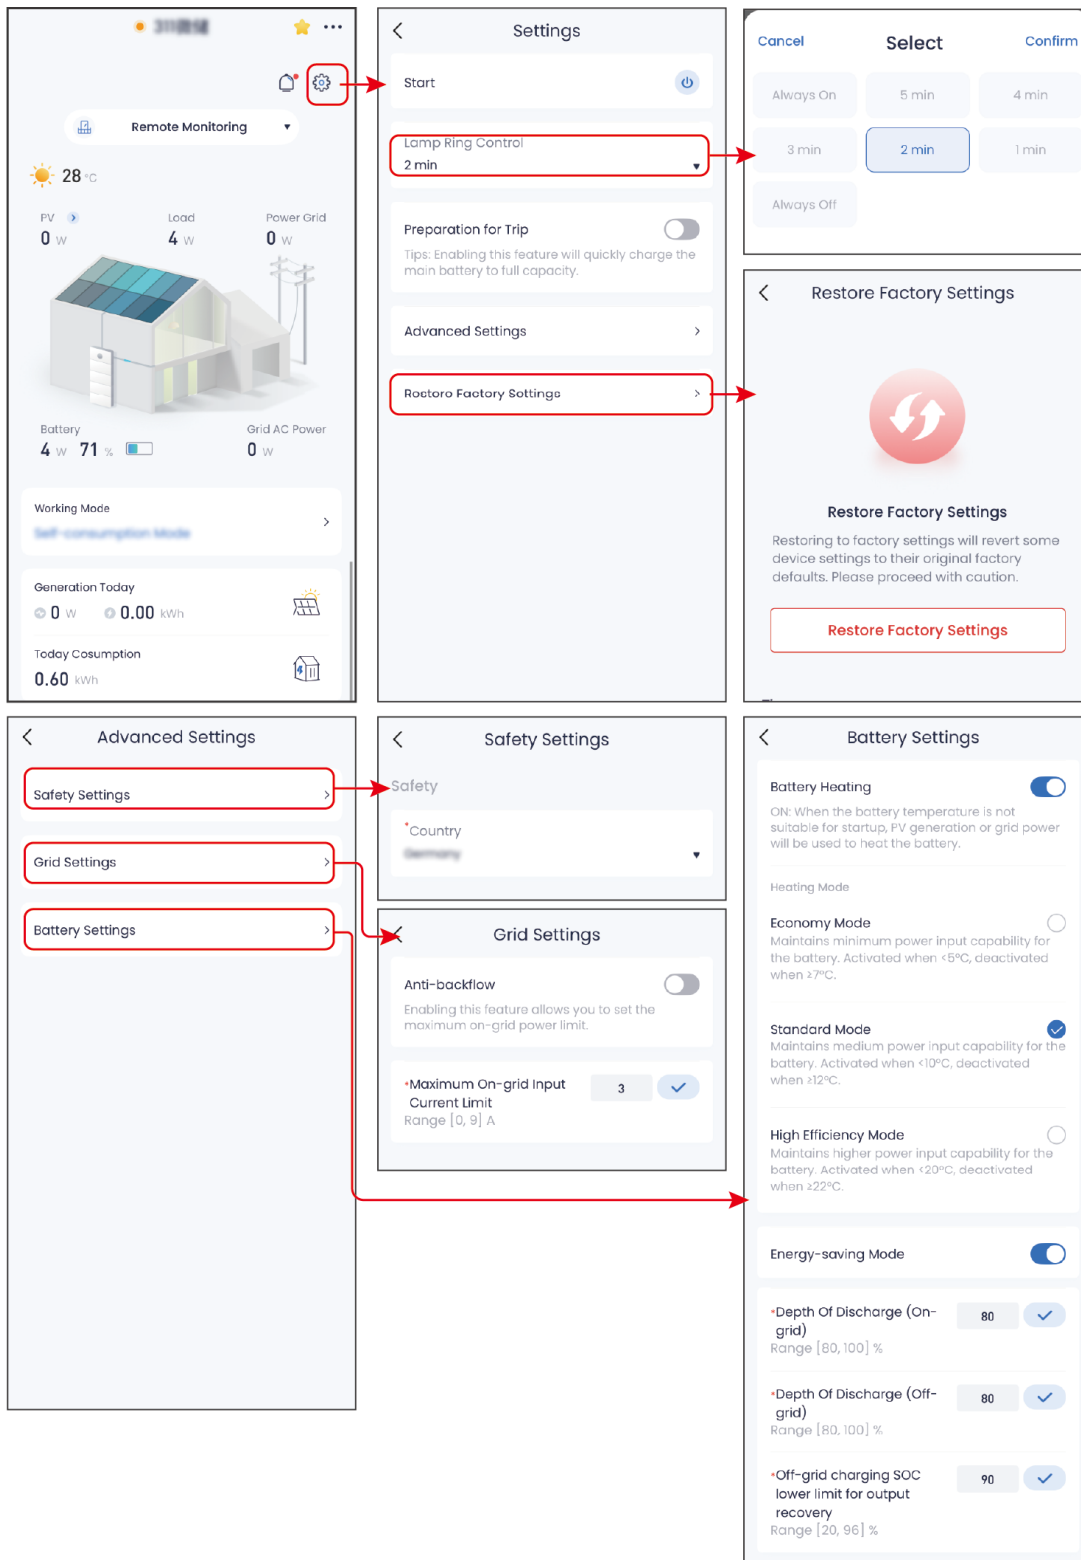 Remote Monitoring
28 °C
PV Load Power Grid
0 W 4 W 0 W
Battery Grid AC Power
4 W 71 % 0 W
Working Mode
Self-consumption Mode
Generation Today
0 W 0.00 kWh
Today Cosumption
0.60 kWh
Settings
Start
Lamp Ring Control
2 min
Preparation for Trip
Tips: Enabling this feature will quickly charge the
main battery to full capacity.
Advanced Settings
Restore Factory Settings
Cancel Select Confirm
Always On 5 min 4 min
3 min 2 min 1 min
Always Off
Restore Factory Settings
Restore Factory Settings
Restoring to factory settings will revert some
device settings to their original factory
defaults. Please proceed with caution.
Restore Factory Settings
Advanced Settings
Safety Settings
Grid Settings
Battery Settings
Safety Settings
Safety
*Country
Germany
Grid Settings
Anti-backflow
Enabling this feature allows you to set the
maximum on-grid power limit.
*Maximum On-grid Input 3
Current Limit
Range [0, 9] A
Battery Settings
Battery Heating
ON: When the battery temperature is not
suitable for startup, PV generation or grid power
will be used to heat the battery.
Heating Mode
Economy Mode
Maintains minimum power input capability for
the battery. Activated when <5°C, deactivated
when ≥7°C.
Standard Mode
Maintains medium power input capability for the
battery. Activated when <10°C, deactivated
when ≥12°C.
High Efficiency Mode
Maintains higher power input capability for the
battery. Activated when <20°C, deactivated
when ≥22°C.
Energy-saving Mode
*Depth Of Discharge (On- 80
grid)
Range [80, 100] %
*Depth Of Discharge (Off- 80
grid)
Range [80, 100] %
*Off-grid charging SOC 90
lower limit for output
recovery
Range [20, 96] %